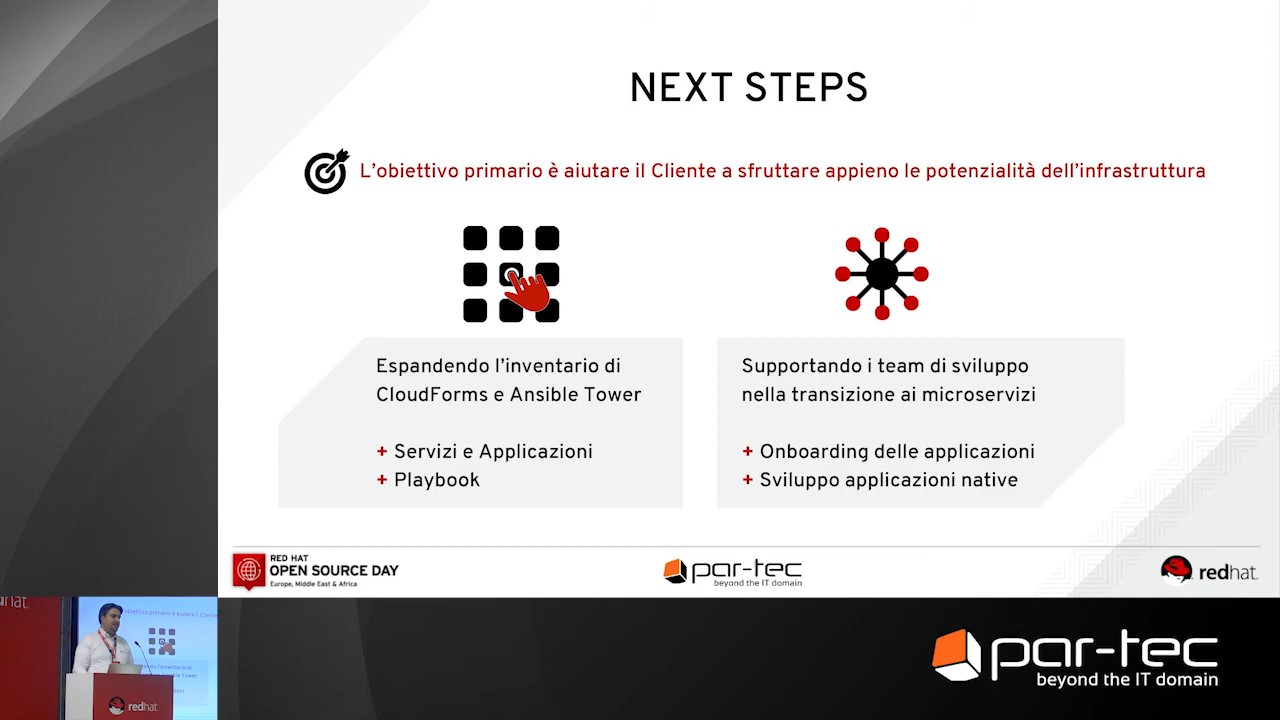 NEXT STEPS
L'obiettivo primario è aiutare il Cliente a sfruttare appieno le potenzialità dell'infrastruttura
Espandendo l'inventario di
CloudForms e Ansible Tower
+ Servizi e Applicazioni
+ Playbook
Supportando i team di sviluppo
nella transizione ai microservizi
+ Onboarding delle applicazioni
+ Sviluppo applicazioni native
RED HAT
OPEN SOURCE DAY
Europe, Middle East & Africa
par-tec
beyond the IT domain
redhat.
redhat.
par-tec
beyond the IT domain